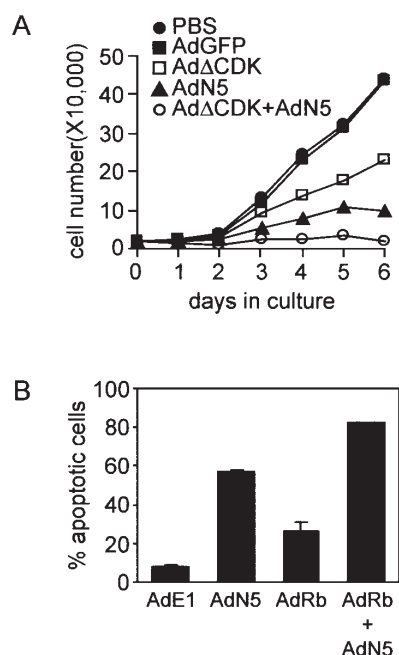 A
PBS
AdGFP
AdΔCDK
AdN5
AdΔCDK+AdN5
cell number(X10,000)
50
40
30
20
10
0
0 1 2 3 4 5 6
days in culture
B
% apoptotic cells
100
80
60
40
20
0
AdE1 AdN5 AdRb AdRb
+
AdN5